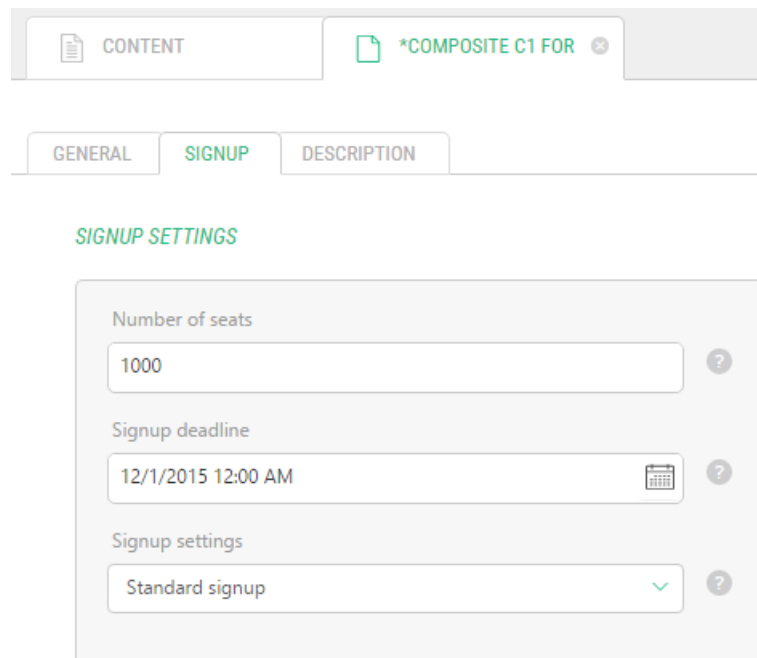 CONTENT
*COMPOSITE C1 FOR
GENERAL
SIGNUP
DESCRIPTION
SIGNUP SETTINGS
Number of seats
1000
?
Signup deadline
12/1/2015 12:00 AM
?
Signup settings
Standard signup
?